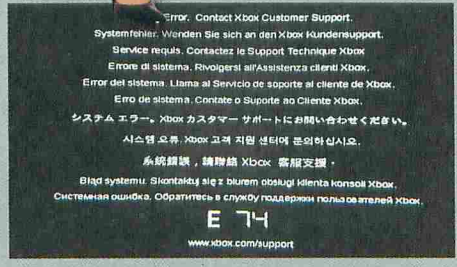 Error. Contact Xbox Customer Support.
Systemfehler. Wenden Sie sich an den Xbox Kundensupport.
Service requis. Contactez le Support Technique Xbox
Errore di sistema. Rivolgersi all'Assistenza clienti Xbox.
Error del sistema. Llama al Servicio de soporte al cliente de Xbox.
Erro de sistema. Contate o Suporte ao Cliente Xbox.
システム エラー。 Xbox カスタマー サポートにお問い合わせください。
시스템 오류. Xbox 고객 지원 센터에 문의하십시오.
系統錯誤，請聯絡 Xbox 客服支援。
Błąd systemu. Skontaktuj się z biurem obsługi klienta konsoli Xbox.
Системная ошибка. Обратитесь в службу поддержки пользователей Xbox.
E 74
www.xbox.com/support